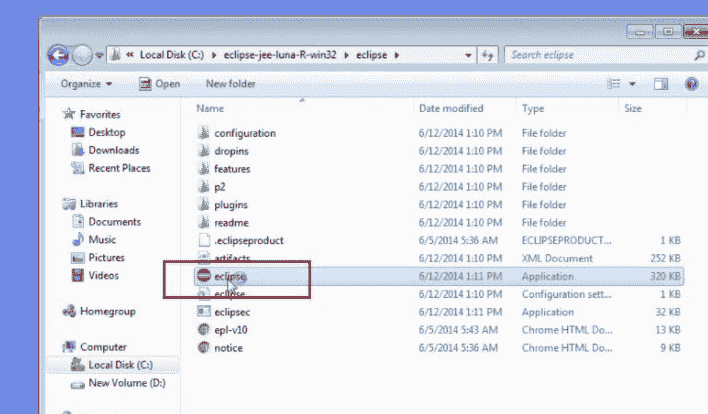 « Local Disk (C:) ▸ eclipse-jee-luna-R-win32 ▸ eclipse ▸
Search eclipse
Organize Open New folder
Name Date modified Type Size
Favorites
Desktop
Downloads
Recent Places
Libraries
Documents
Music
Pictures
Videos
Homegroup
Computer
Local Disk (C:)
New Volume (D:)
configuration 6/12/2014 1:10 PM File folder
dropins 6/12/2014 1:10 PM File folder
features 6/12/2014 1:10 PM File folder
p2 6/12/2014 1:10 PM File folder
plugins 6/12/2014 1:10 PM File folder
readme 6/12/2014 1:10 PM File folder
.eclipseproduct 6/5/2014 5:36 AM ECLIPSEPRODUCT... 1 KB
artifacts 6/12/2014 1:10 PM XML Document 252 KB
eclipse 6/12/2014 1:11 PM Application 320 KB
eclipse 6/12/2014 1:10 PM Configuration sett... 1 KB
eclipsec 6/12/2014 1:11 PM Application 32 KB
epl-v10 6/5/2014 5:43 AM Chrome HTML Do... 13 KB
notice 6/5/2014 5:36 AM Chrome HTML Do... 9 KB